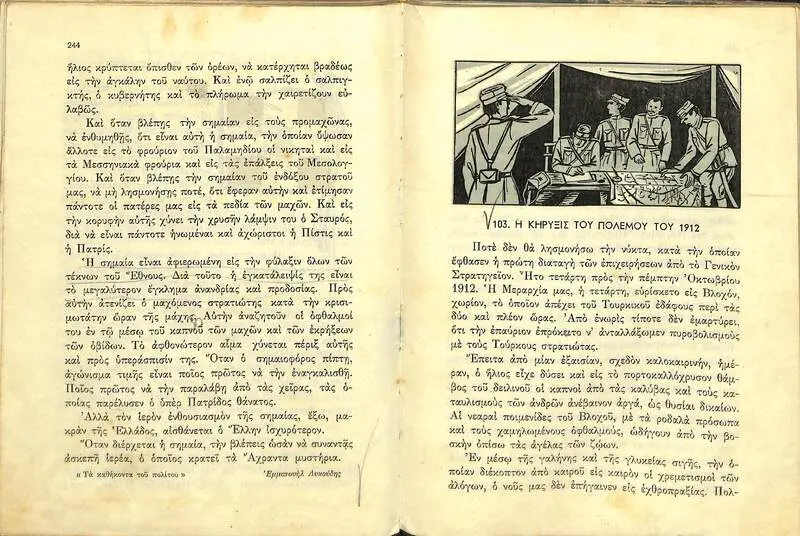 244
ἥλιος κρύπτεται ὄπισθεν τῶν ὀρέων, νὰ κατέρχηται βραδέως
εἰς τὴν ἀγκάλην τοῦ ναύτου. Καὶ ἐνῷ σαλπίζει ὁ σαλπιγ-
κτής, ὁ κυβερνήτης καὶ τὸ πλήρωμα τὴν χαιρετίζουν εὐ-
λαβῶς.
Καὶ ὅταν βλέπῃς τὴν σημαίαν εἰς τοὺς προμαχῶνας,
νὰ ἐνθυμηθῇς, ὅτι εἶναι αὐτὴ ἡ σημαία, τὴν ὁποίαν ὕψωσαν
ἄλλοτε εἰς τὸ φρούριον τοῦ Παλαμηδίου οἱ νικηταὶ καὶ εἰς
τὰ Μεσσηνιακὰ φρούρια καὶ εἰς τὰς ἐπάλξεις τοῦ Μεσολογ-
γίου. Καὶ ὅταν βλέπῃς τὴν σημαίαν τοῦ ἐνδόξου στρατοῦ
μας, νὰ μὴ λησμονήσῃς ποτέ, ὅτι ἔφεραν αὐτὴν καὶ ἐτίμησαν
πάντοτε οἱ πατέρες μας εἰς τὰ πεδία τῶν μαχῶν. Καὶ εἰς
τὴν κορυφὴν αὐτῆς χύνει τὴν χρυσῆν λάμψιν του ὁ Σταυρός,
διὰ νὰ εἶναι πάντοτε ἡνωμέναι καὶ ἀχώριστοι ἡ Πίστις καὶ
ἡ Πατρίς.
Ἡ σημαία εἶναι ἀφιερωμένη εἰς τὴν φύλαξιν ὅλων τῶν
τέκνων τοῦ Ἔθνους. Διὰ τοῦτο ἡ ἐγκατάλειψίς της εἶναι
τὸ μεγαλύτερον ἔγκλημα ἀνανδρίας καὶ προδοσίας. Πρὸς
αὐτὴν ἀτενίζει ὁ μαχόμενος στρατιώτης κατὰ τὴν κρισι-
μωτάτην ὥραν τῆς μάχης. Αὐτὴν ἀναζητοῦν οἱ ὀφθαλμοί
του ἐν τῷ μέσῳ τοῦ καπνοῦ τῶν μαχῶν καὶ τῶν ἐκρήξεων
τῶν ὀβίδων. Τὸ ἀφθονώτερον αἷμα χύνεται πέριξ αὐτῆς
καὶ πρὸς ὑπεράσπισίν της. Ὅταν ὁ σημαιοφόρος πίπτῃ,
ἀγώνισμα τιμῆς εἶναι ποῖος πρῶτος νὰ τὴν ἐναγκαλισθῇ.
Ποῖος πρῶτος νὰ τὴν παραλάβῃ ἀπὸ τὰς χεῖρας, τὰς ὁ-
ποίας παρέλυσεν ὁ ὑπὲρ Πατρίδος θάνατος.
Ἀλλὰ τὸν ἱερὸν ἐνθουσιασμὸν τῆς σημαίας, ἔξω, μα-
κρὰν τῆς Ἑλλάδος, αἰσθάνεται ὁ Ἕλλην ἰσχυρότερον.
Ὅταν διέρχεται ἡ σημαία, τὴν βλέπεις ὡσὰν νὰ συναντᾷς
ἀσκεπῆ ἱερέα, ὁ ὁποῖος κρατεῖ τὰ Ἄχραντα μυστήρια.
« Τὰ καθήκοντα τοῦ πολίτου » Ἐμμανουὴλ Λυκούδης
103. Η ΚΗΡΥΞΙΣ ΤΟΥ ΠΟΛΕΜΟΥ ΤΟΥ 1912
Ποτὲ δὲν θὰ λησμονήσω τὴν νύκτα, κατὰ τὴν ὁποίαν
ἔφθασεν ἡ πρώτη διαταγὴ τῶν ἐπιχειρήσεων ἀπὸ τὸ Γενικὸν
Στρατηγεῖον. Ἦτο τετάρτη πρὸς τὴν πέμπτην Ὀκτωβρίου
1912. Ἡ Μεραρχία μας, ἡ τετάρτη, εὑρίσκετο εἰς Βλοχόν,
χωρίον, τὸ ὁποῖον ἀπέχει τοῦ Τουρκικοῦ ἐδάφους περὶ τὰς
δύο καὶ πλέον ὥρας. Ἀπὸ ἐνωρὶς τίποτε δὲν ἐμαρτύρει,
ὅτι τὴν ἐπαύριον ἐπρόκειτο ν' ἀνταλλάξωμεν πυροβολισμοὺς
μὲ τοὺς Τούρκους στρατιώτας.
Ἔπειτα ἀπὸ μίαν ἐξαισίαν, σχεδὸν καλοκαιρινήν, ἡμέ-
ραν, ὁ ἥλιος εἶχε δύσει καὶ εἰς τὸ πορτοκαλλόχρυσον θάμ-
βος τοῦ δειλινοῦ οἱ καπνοὶ ἀπὸ τὰς καλύβας καὶ τοὺς κα-
ταυλισμοὺς τῶν ἀνδρῶν ἀνέβαινον ἀργά, ὡς θυσίαι δικαίων.
Αἱ νεαραὶ ποιμενίδες τοῦ Βλοχοῦ, μὲ τὰ ροδαλὰ πρόσωπα
καὶ τοὺς χαμηλωμένους ὀφθαλμούς, ὡδήγουν ἀπὸ τὴν βο-
σκὴν ὀπίσω τὰς ἀγέλας τῶν ζῴων.
Ἐν μέσῳ τῆς γαλήνης καὶ τῆς γλυκείας σιγῆς, τὴν ὁ-
ποίαν διέκοπτον ἀπὸ καιροῦ εἰς καιρὸν οἱ χρεμετισμοὶ τῶν
ἀλόγων, ὁ νοῦς μας δὲν ἐπήγαινεν εἰς ἐχθροπραξίας. Πολ-